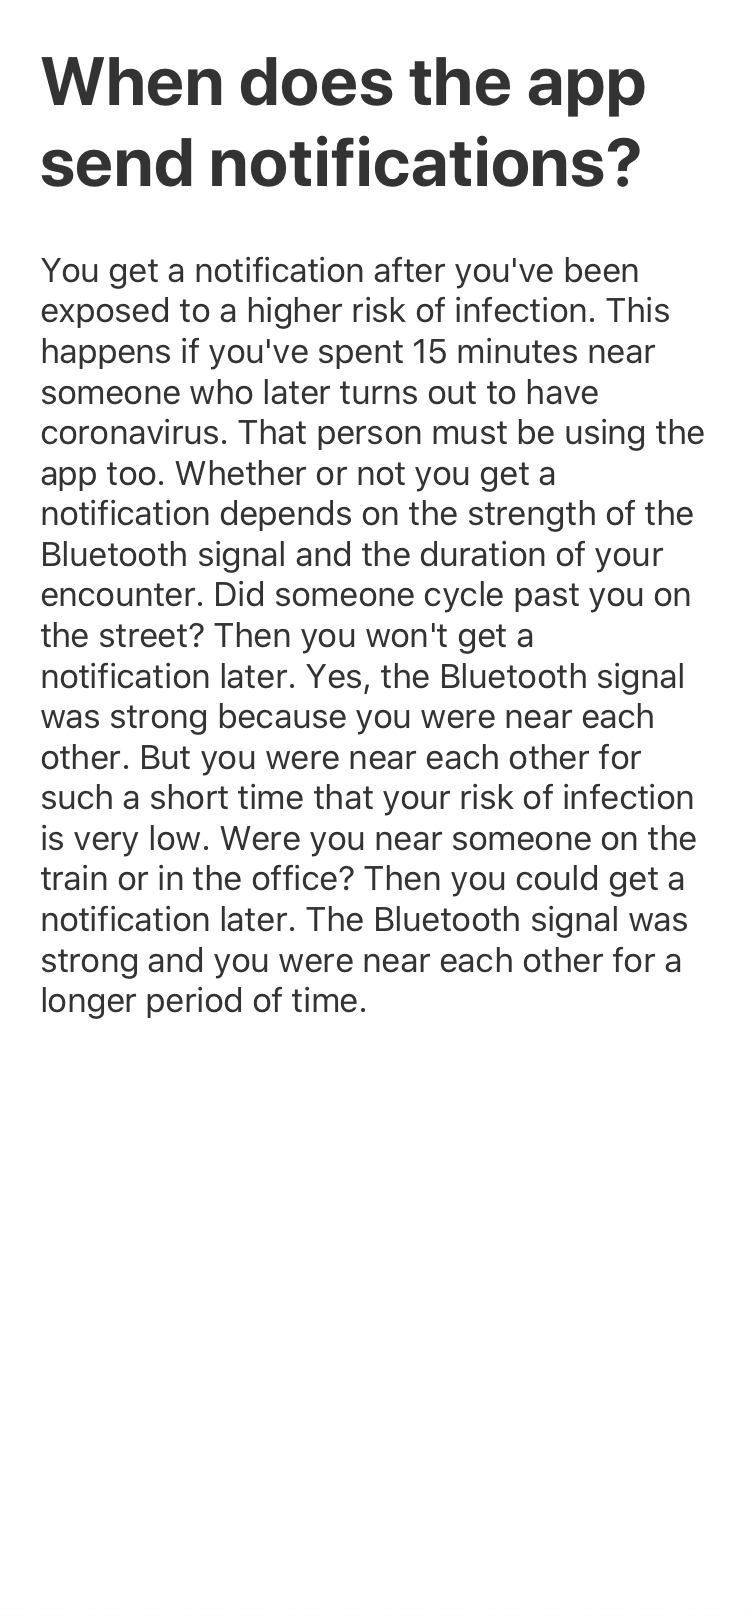 When does the app
send notifications?
You get a notification after you've been
exposed to a higher risk of infection. This
happens if you've spent 15 minutes near
someone who later turns out to have
coronavirus. That person must be using the
app too. Whether or not you get a
notification depends on the strength of the
Bluetooth signal and the duration of your
encounter. Did someone cycle past you on
the street? Then you won't get a
notification later. Yes, the Bluetooth signal
was strong because you were near each
other. But you were near each other for
such a short time that your risk of infection
is very low. Were you near someone on the
train or in the office? Then you could get a
notification later. The Bluetooth signal was
strong and you were near each other for a
longer period of time.